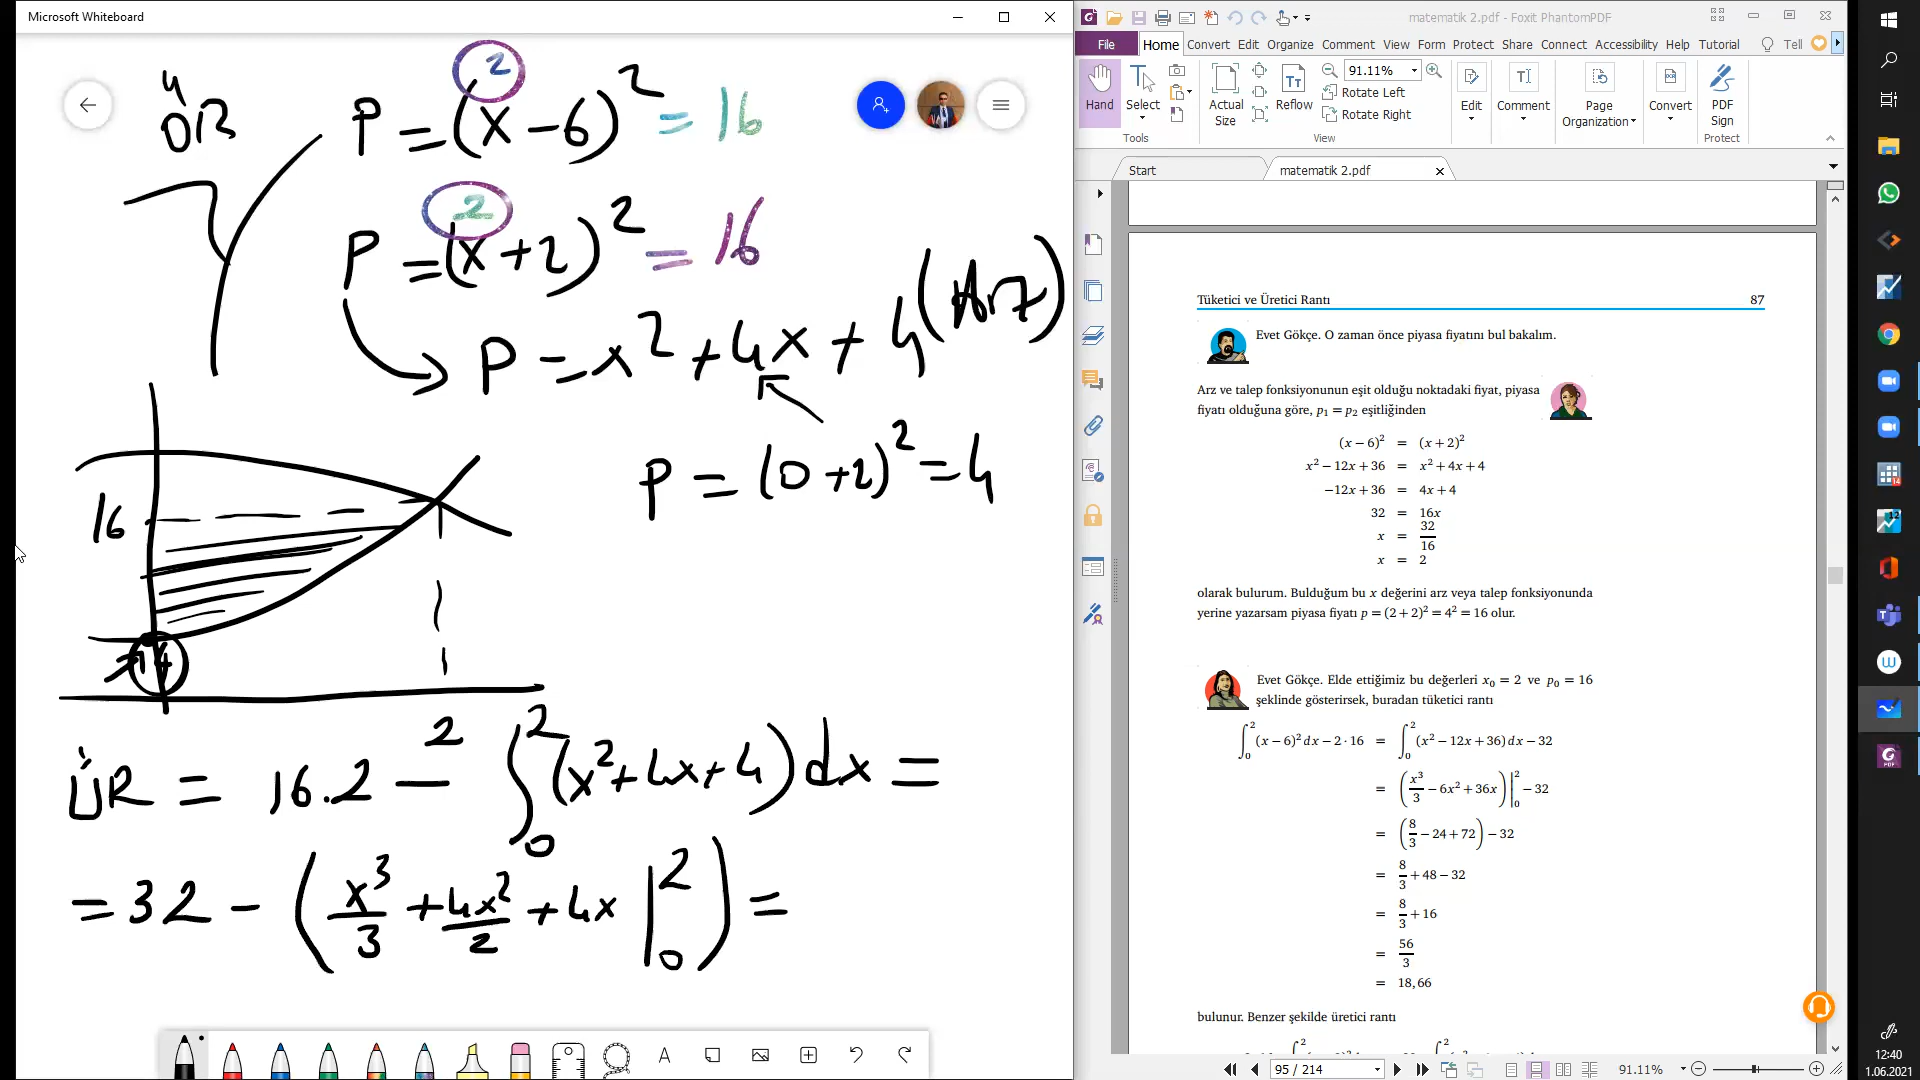 Microsoft Whiteboard
ÖR
2
P = (x - 6)² = 16
2
P = (x + 2)² = 16
P = x² + 4x + 4 (Arz)
P = (0 + 2)² = 4
16
2
ÜR = 16.2 - ∫₀² (x² + 4x + 4) dx =
= 32 - ( x³/3 + 4x²/2 + 4x |₀² ) =
A
matematik 2.pdf - Foxit PhantomPDF
File Home Convert Edit Organize Comment View Form Protect Share Connect Accessibility Help Tutorial Tell
Hand
Select
Actual Size
Reflow
91.11%
Rotate Left
Rotate Right
Edit
Comment
Page Organization
Convert
PDF Sign
Tools
View
Protect
Start
matematik 2.pdf
Tüketici ve Üretici Rantı 87
Evet Gökçe. O zaman önce piyasa fiyatını bul bakalım.
Arz ve talep fonksiyonunun eşit olduğu noktadaki fiyat, piyasa
fiyatı olduğuna göre, p₁ = p₂ eşitliğinden
(x − 6)² = (x + 2)²
x² − 12x + 36 = x² + 4x + 4
−12x + 36 = 4x + 4
32 = 16x
x = 32/16
x = 2
olarak bulurum. Bulduğum bu x değerini arz veya talep fonksiyonunda
yerine yazarsam piyasa fiyatı p = (2 + 2)² = 4² = 16 olur.
Evet Gökçe. Elde ettiğimiz bu değerleri x₀ = 2 ve p₀ = 16
şeklinde gösterirsek, buradan tüketici rantı
∫₀² (x − 6)² dx − 2 · 16 = ∫₀² (x² − 12x + 36) dx − 32
= (x³/3 − 6x² + 36x)|₀² − 32
= (8/3 − 24 + 72) − 32
= 8/3 + 48 − 32
= 8/3 + 16
= 56/3
= 18,66
bulunur. Benzer şekilde üretici rantı
95 / 214
91.11%
12:40
1.06.2021